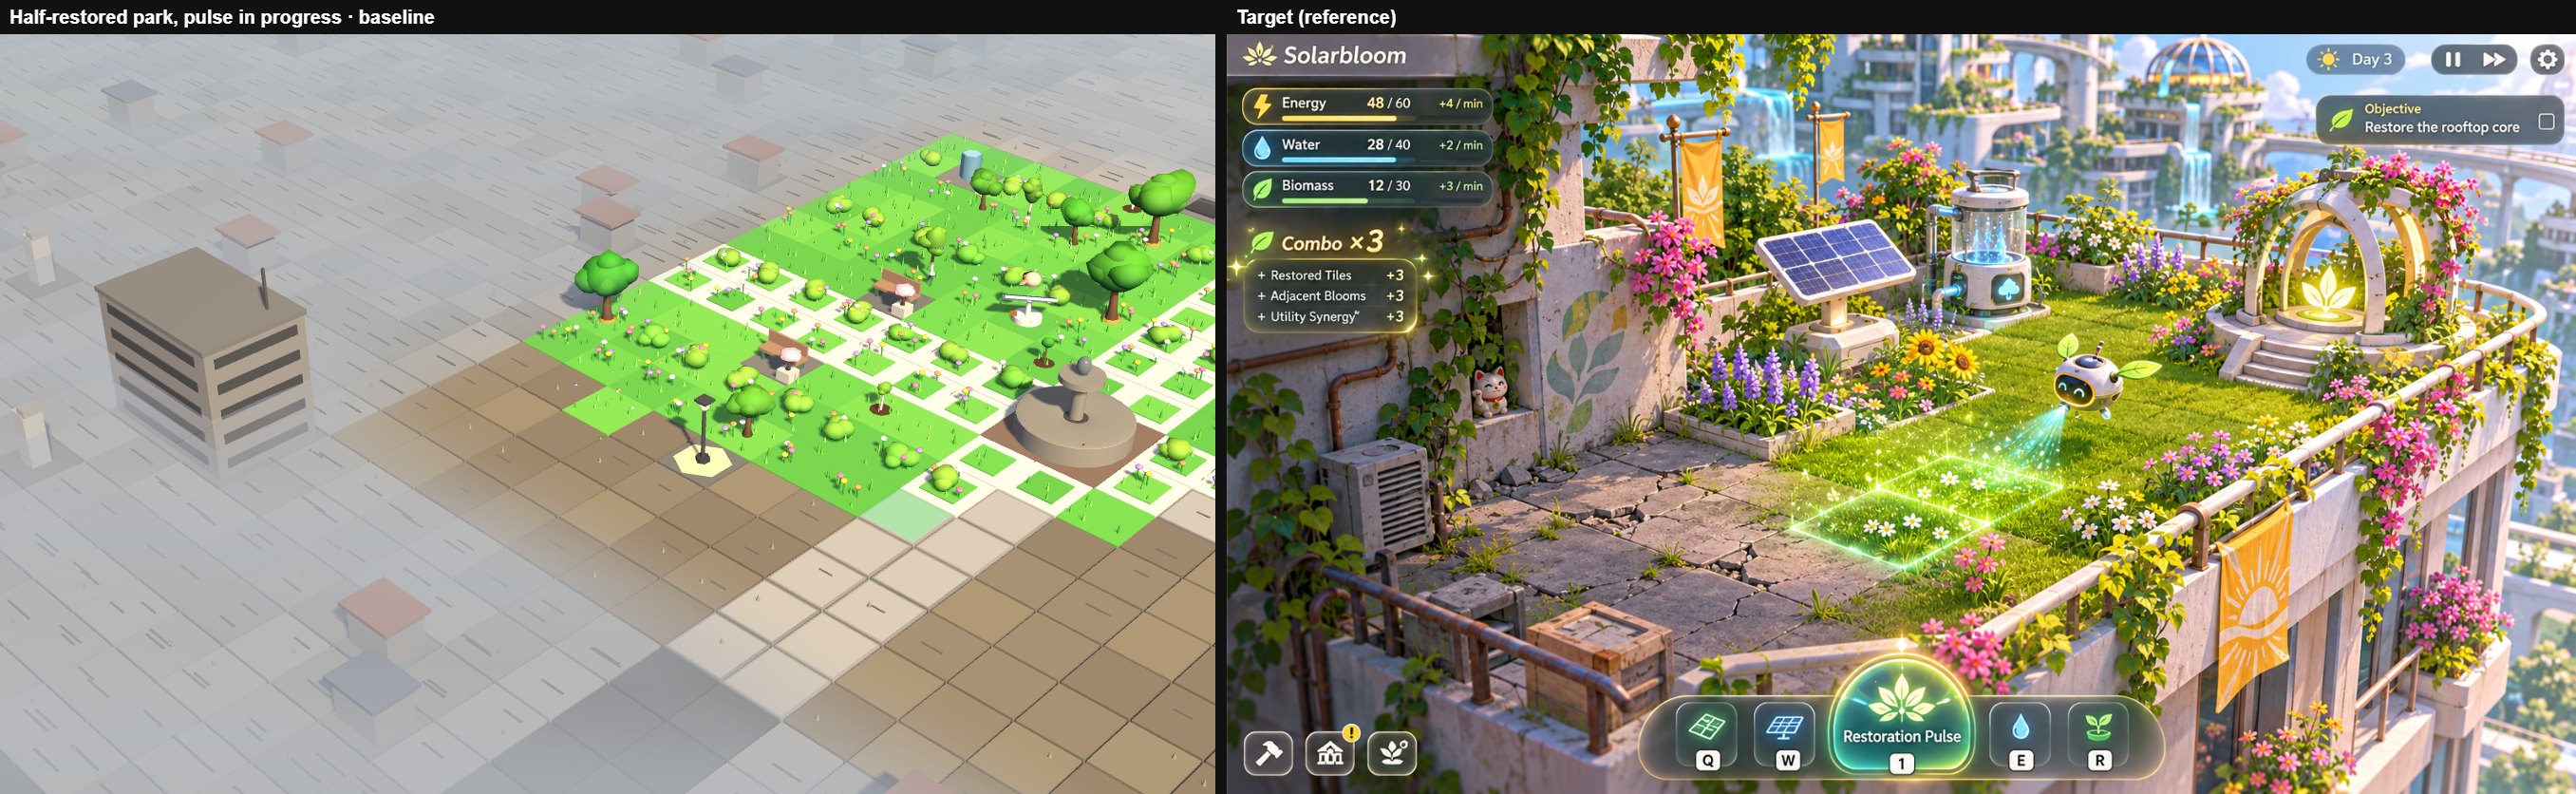 Half-restored park, pulse in progress · baseline
Target (reference)
Solarbloom
Day 3
Energy 48 / 60 +4 / min
Water 28 / 40 +2 / min
Biomass 12 / 30 +3 / min
Objective
Restore the rooftop core
Combo ×3
+ Restored Tiles +3
+ Adjacent Blooms +3
+ Utility Synergy +3
!
Restoration Pulse
Q W 1 E R